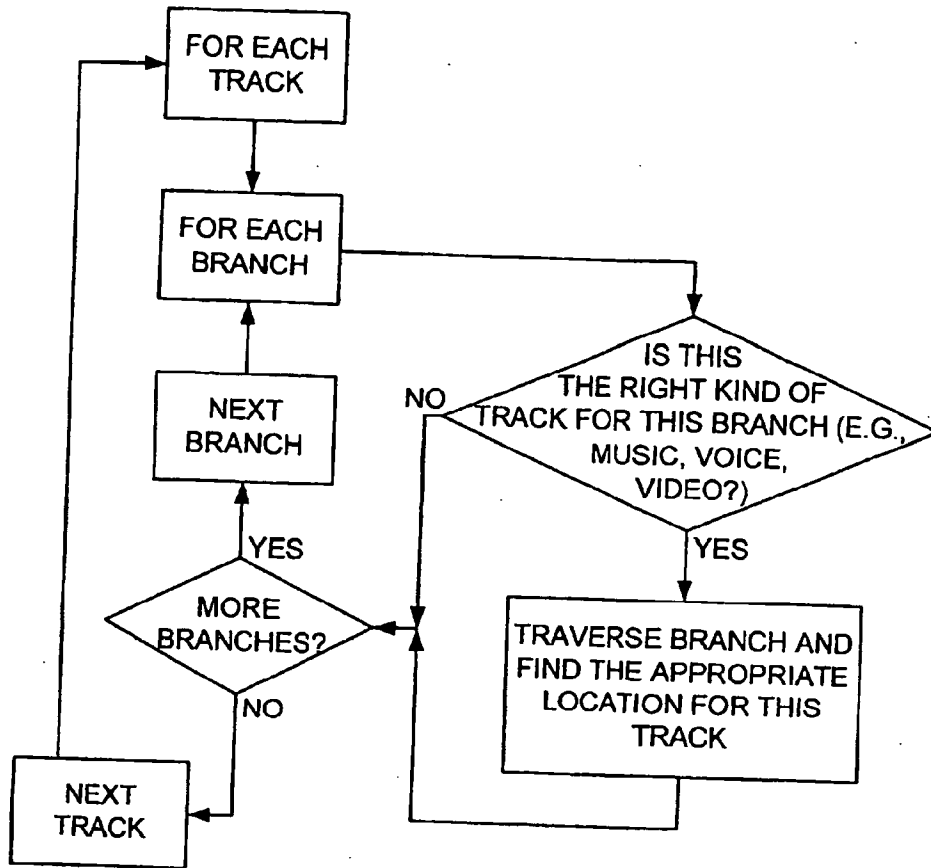 FOR EACH
TRACK
FOR EACH
BRANCH
IS THIS
THE RIGHT KIND OF
TRACK FOR THIS BRANCH (E.G.,
MUSIC, VOICE,
VIDEO?)
NO
YES
NEXT
BRANCH
YES
MORE
BRANCHES?
NO
TRAVERSE BRANCH AND
FIND THE APPROPRIATE
LOCATION FOR THIS
TRACK
NEXT
TRACK